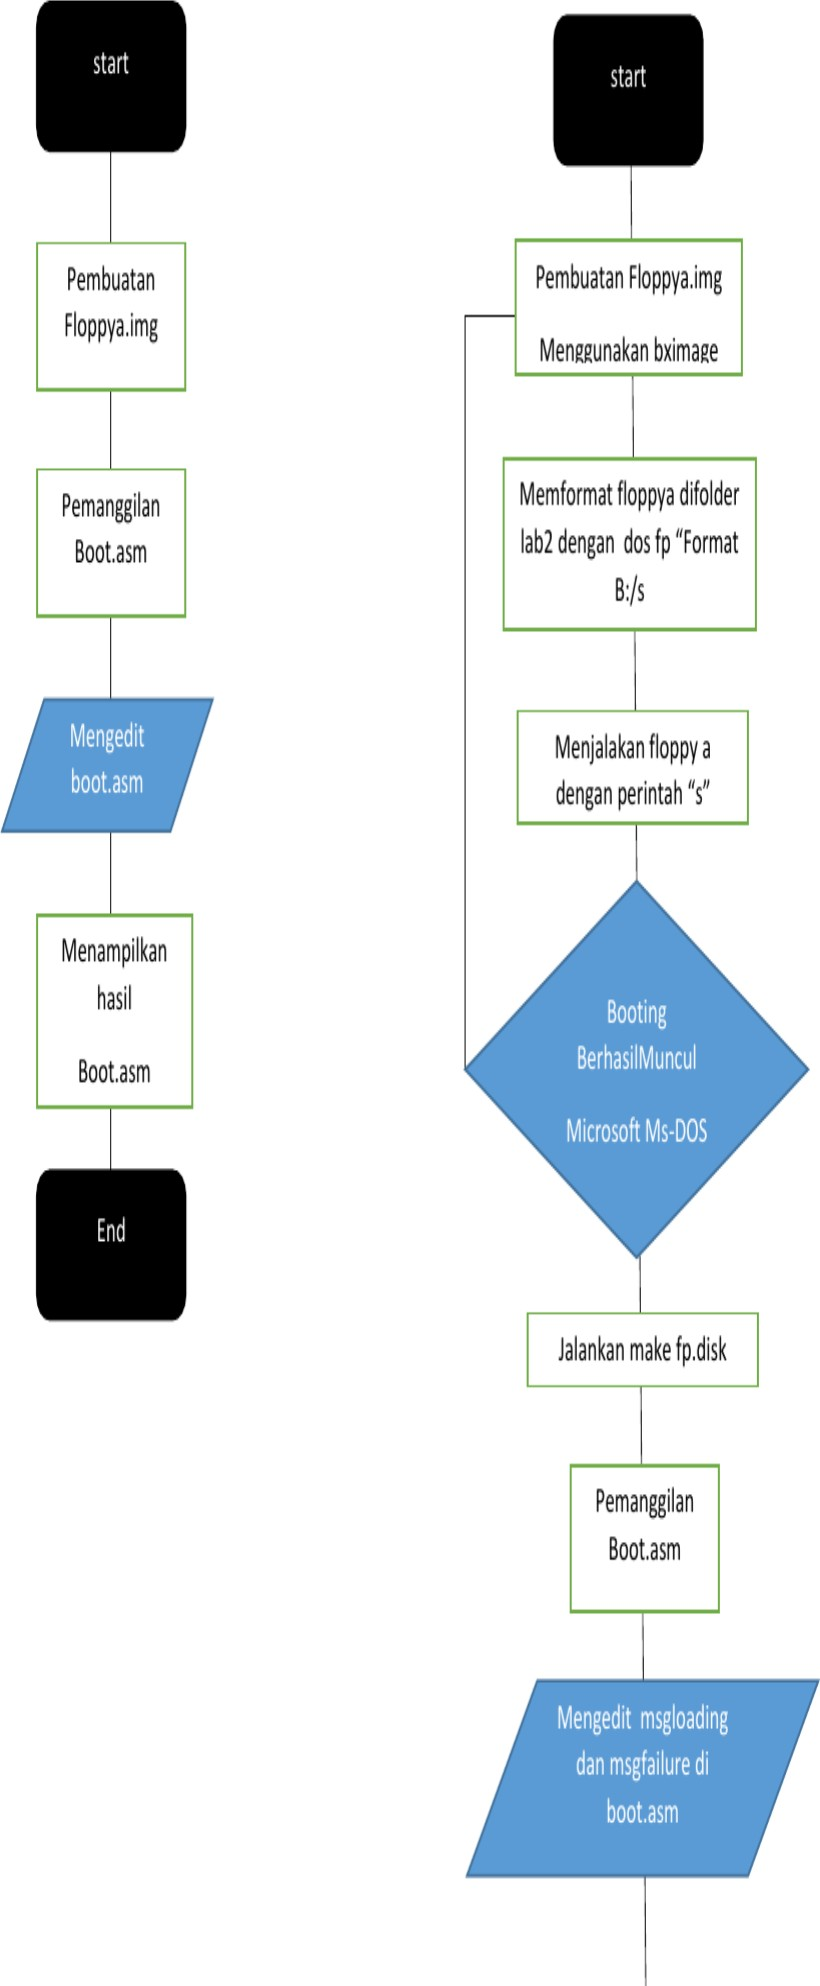 start
Pembuatan
Floppya.img
Pemanggilan
Boot.asm
Mengedit
boot.asm
Menampilkan
hasil
Boot.asm
End
start
Pembuatan Floppya.img
Menggunakan bximage
Memformat floppya difolder
lab2 dengan dos fp “Format
B:/s
Menjalakan floppy a
dengan perintah “s”
Booting
BerhasilMuncul
Microsoft Ms-DOS
Jalankan make fp.disk
Pemanggilan
Boot.asm
Mengedit msgloading
dan msgfailure di
boot.asm